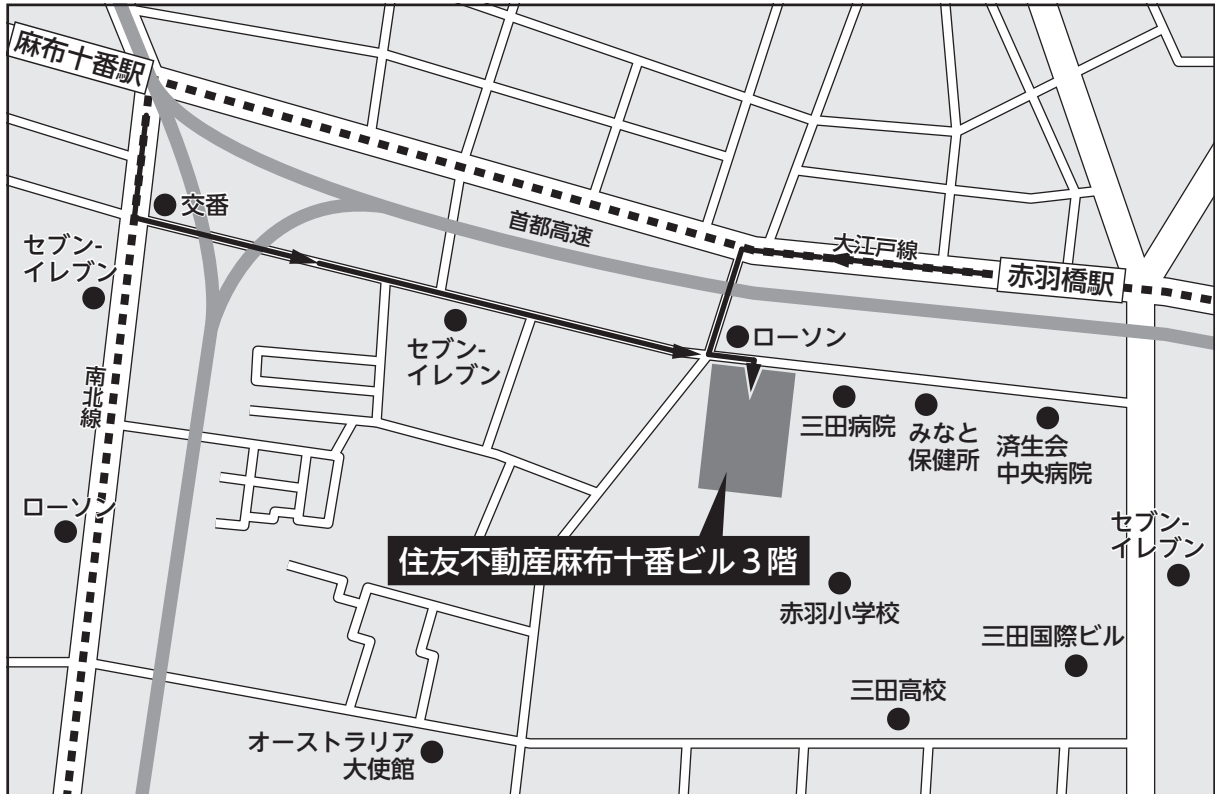 麻布十番駅
交番
首都高速
大江戸線
赤羽橋駅
セブン-
イレブン
セブン-
イレブン
ローソン
南北線
三田病院
みなと
保健所
済生会
中央病院
ローソン
セブン-
イレブン
住友不動産麻布十番ビル3階
赤羽小学校
三田国際ビル
三田高校
オーストラリア
大使館